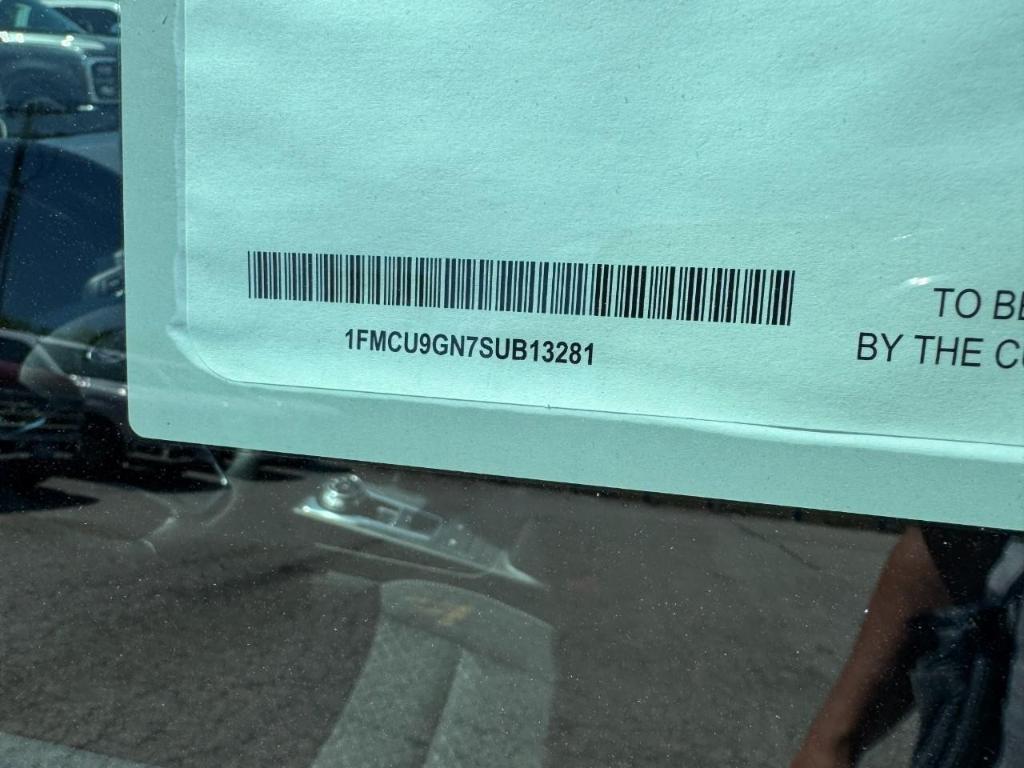 1FMCU9GN7SUB13281
TO BE
BY THE